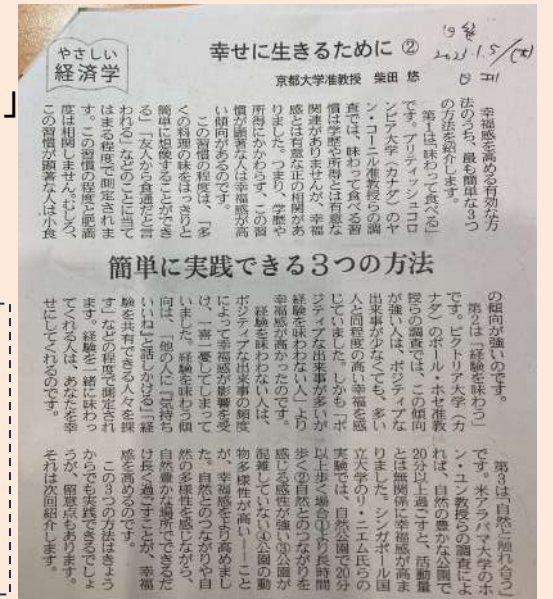 やさしい
経済学
幸せに生きるために②
京都大学准教授 柴田 悠
日経
5/(木)
幸福感を高める有効な方
法のうち、最も簡単な3つ
の方法を紹介します。
第1は「味わって食べる」
です。ブリティッシュコロ
ンビア大学(カナダ)のヤ
ン・コーニル准教授らの調
査では、味わって食べる習
慣は学歴や所得とは有意な
関連がありませんが、幸福
感とは有意な正の相関があ
りました。つまり、学歴や
所得にかかわらず、この習
慣が顕著な人は幸福感が高
い傾向があるのです。
この習慣の程度は、「多
くの料理の味をはっきりと
簡単に想像することができ
る」「友人から食通だと言
われる」などのことに当て
はまる程度で測定されま
す。この習慣の程度と肥満
度は相関しません。むしろ、
この習慣が顕著な人は小食
簡単に実践できる3つの方法
の傾向が強いのです。
第2は「経験を味わう」
です。ビクトリア大学(カ
ナダ)のポール・ホセ准教
授らの調査では、この傾向
が強い人は、ポジティブな
出来事が少なくても、多い
人と同程度の高い幸福を感
じていました。しかも「ポ
ジティブな出来事が多いが
経験を味わわない人」より
幸福感が高かったのです。
経験を味わわない人は、
ポジティブな出来事の頻度
によって幸福感が影響を受
け、一喜一憂してしまって
いました。経験を味わう傾
向は、「他の人に『気持ち
いいね』と話しかける」「経
験を共有できる人々を探
す」などの程度で測定され
ます。経験を一緒に味わっ
てくれる人は、あなたを幸
せにしてくれるのです。
第3は「自然と触れ合う」
です。米アラバマ大学のホ
ン・ユン教授らの調査によ
れば、自然の豊かな公園で
20分以上過ごすと、活動量
とは無関係に幸福感が高ま
りました。シンガポール国
立大学のリ・ニエム氏らの
実験では、自然公園で20分
以上歩く場合①より長時間
歩く②自然とのつながりを
感じる感性が強い③公園が
混雑していない④公園の動
物多様性が高い――こと
が、幸福感をより高めまし
た。自然とのつながりや自
然の多様性を感じながら、
自然豊かな場所でできるだ
け長く過ごすことが、幸福
感を高めるのです。
この3つの方法はきょう
からでも実践できるでしょ
うが、留意点もあります。
それは次回紹介します。